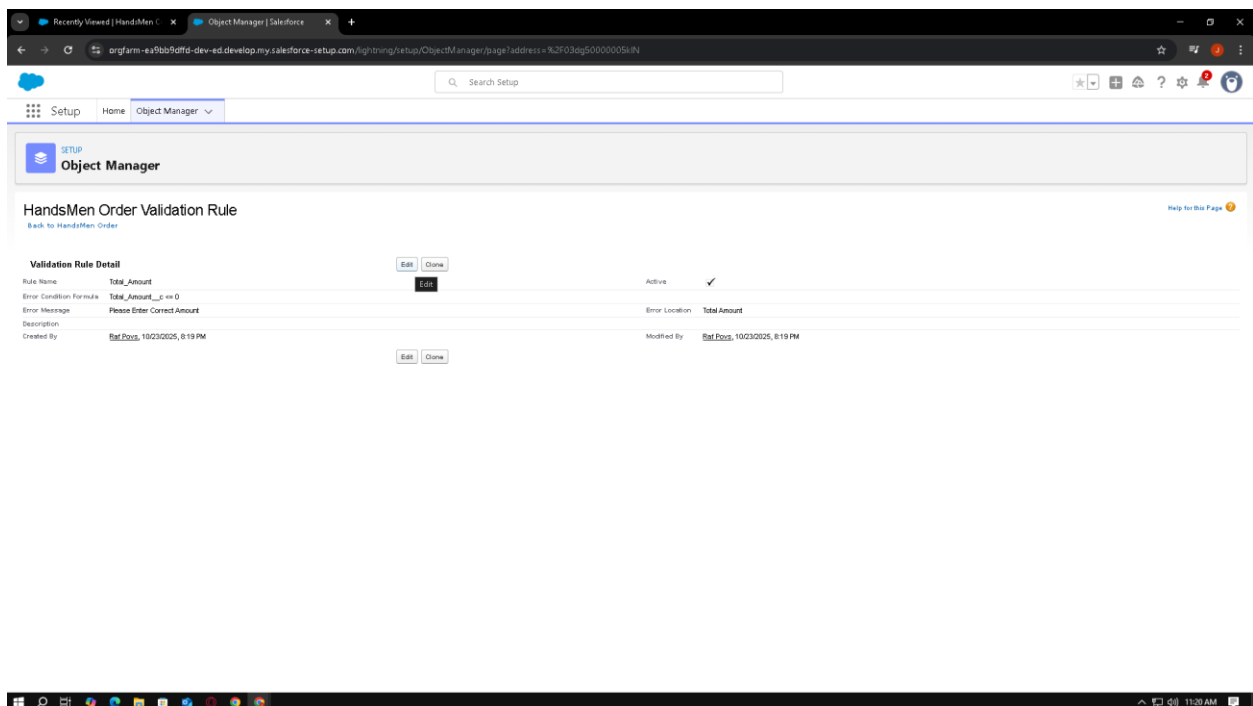 Recently Viewed | HandsMen C
Object Manager | Salesforce
orgfarm-ea9bb9dffd-dev-ed.develop.my.salesforce-setup.com/lightning/setup/ObjectManager/page?address=%2F03dg50000005kIN
J
Search Setup
2
Setup Home Object Manager
SETUP
Object Manager
HandsMen Order Validation Rule
Help for this Page
Back to HandsMen Order
Validation Rule Detail
Edit Clone
Edit
Rule Name Total_Amount Active
Error Condition Formula Total_Amount__c <= 0
Error Message Please Enter Correct Amount Error Location Total Amount
Description
Created By Raf Povs, 10/23/2025, 8:19 PM Modified By Raf Povs, 10/23/2025, 8:19 PM
Edit Clone
11:20 AM